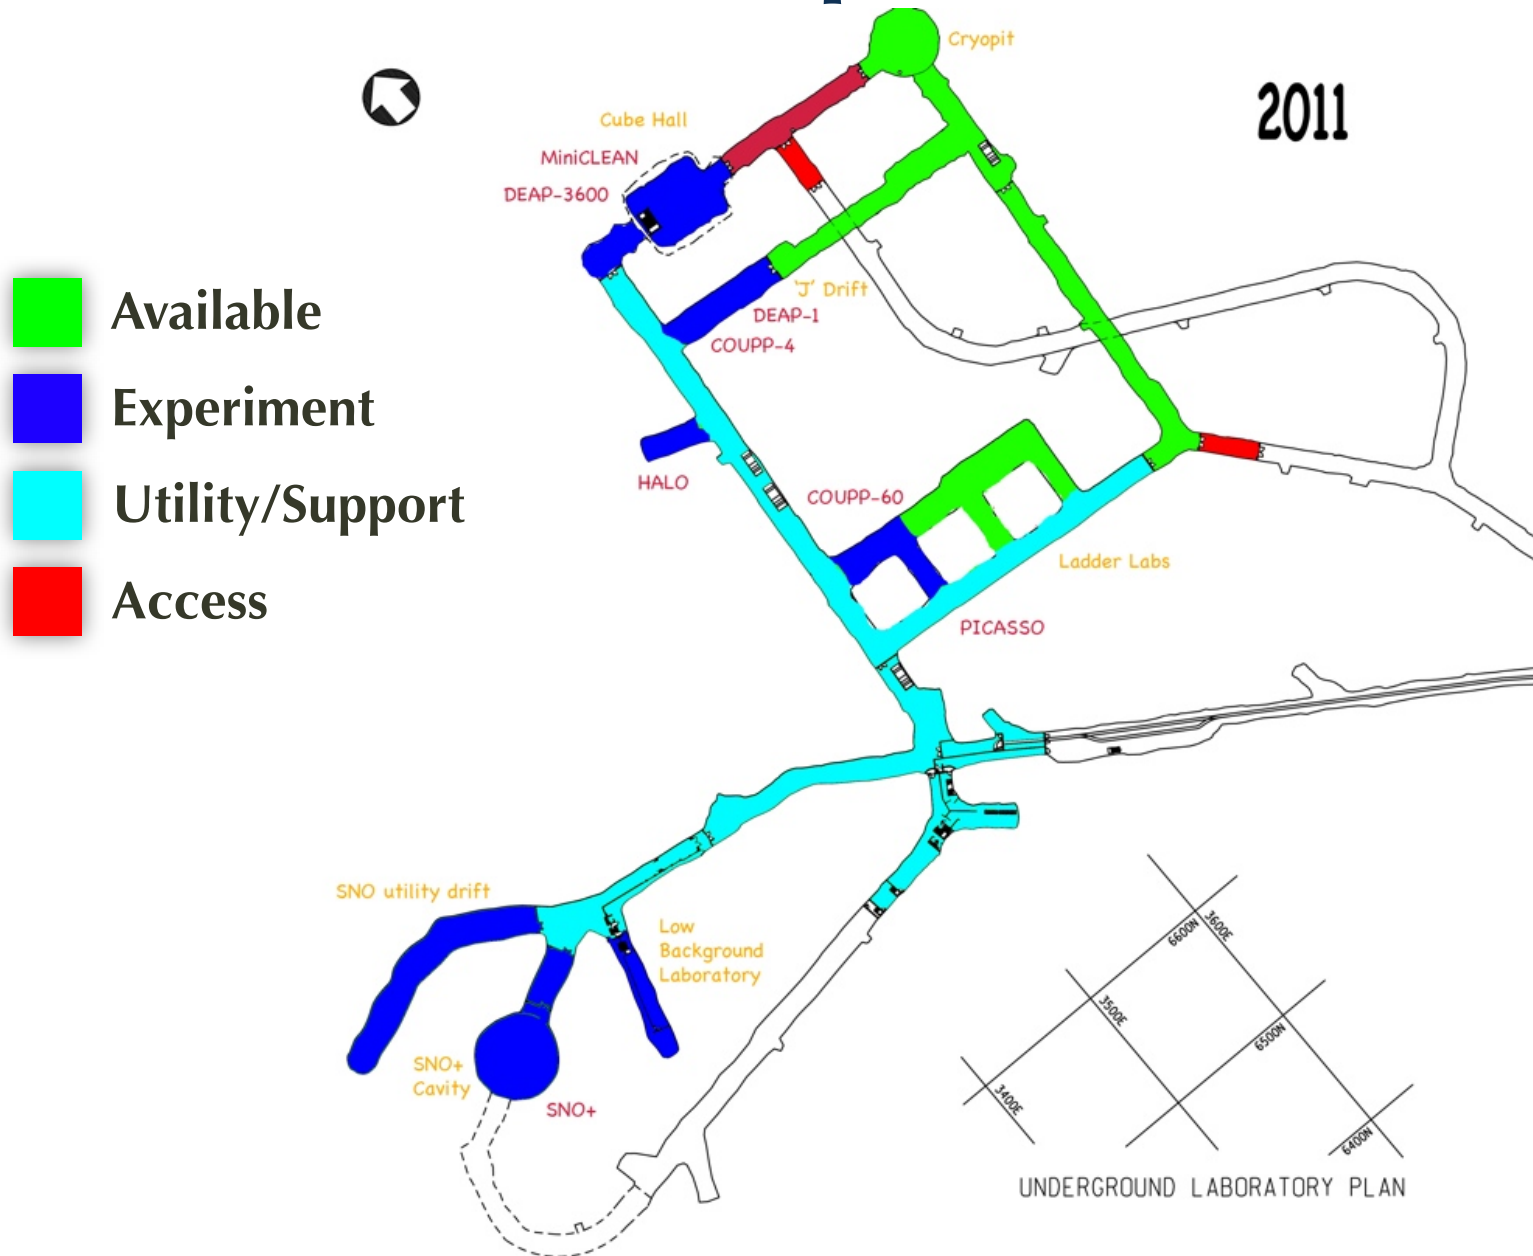 Cryopit
2011
Cube Hall
MiniCLEAN
DEAP-3600
Available
'J' Drift
DEAP-1
COUPP-4
Experiment
HALO
COUPP-60
Utility/Support
Ladder Labs
Access
PICASSO
SNO utility drift
Low
Background
Laboratory
6600N
3600E
3500E
6500N
SNO+
Cavity
SNO+
3400E
6400N
UNDERGROUND LABORATORY PLAN